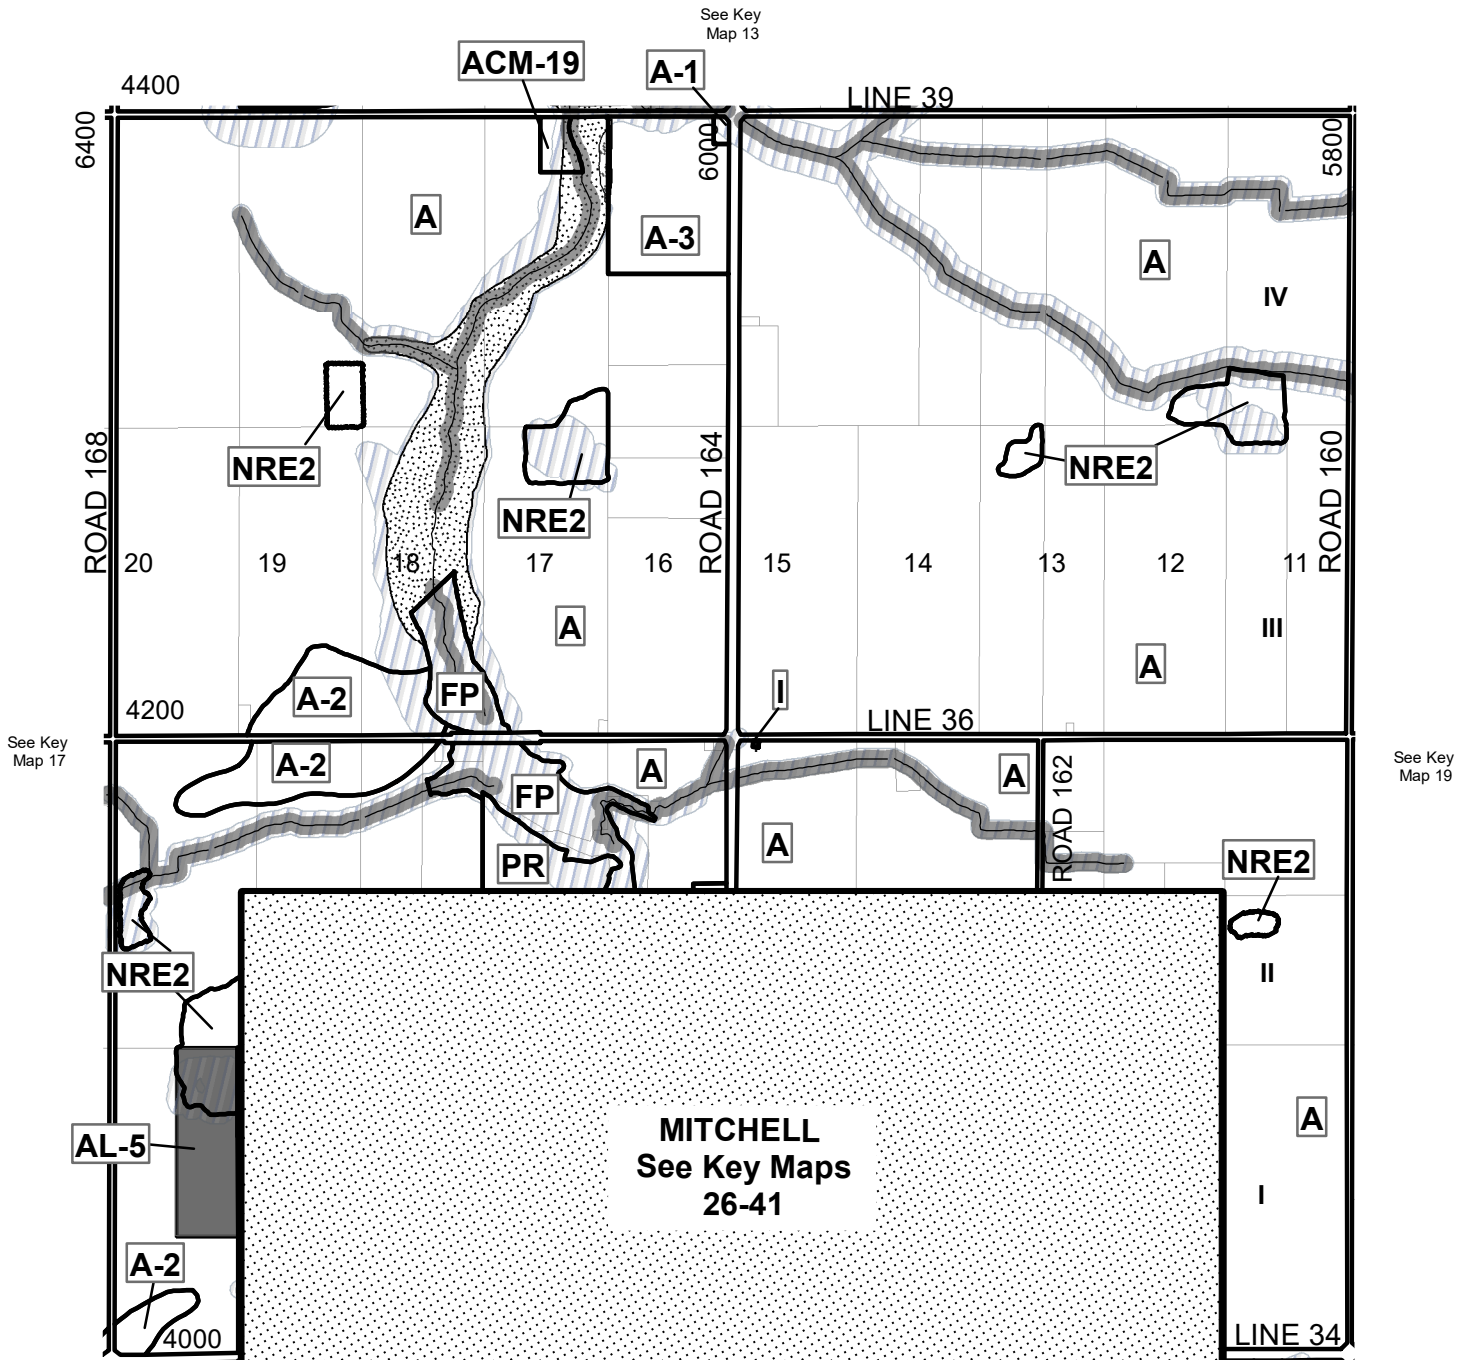 See Key
Map 13
4400
ACM-19
A-1
LINE 39
6400
6000
5800
A
A-3
A
IV
NRE2
NRE2
NRE2
ROAD 168
ROAD 164
ROAD 160
20
19
18
17
16
15
14
13
12
11
A
III
A
A-2
FP
I
4200
LINE 36
See Key
Map 17
See Key
Map 19
A-2
A
FP
A
ROAD 162
A
PR
NRE2
NRE2
II
AL-5
MITCHELL
See Key Maps
26-41
A
I
A-2
4000
LINE 34